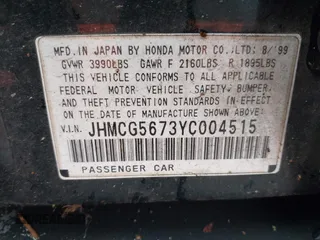 MFD. IN JAPAN BY HONDA MOTOR CO.,LTD: 8/'99
GVWR 3990LBS GAWR F 2160LBS R 1895LBS
THIS VEHICLE CONFORMS TO ALL APPLICABLE
FEDERAL MOTOR VEHICLE SAFETY, BUMPER,
AND THEFT PREVENTION STANDARDS IN EFFECT
ON THE DATE OF MANUFACTURE SHOWN ABOVE.
V.I.N. JHMCG5673YC004515
PASSENGER CAR